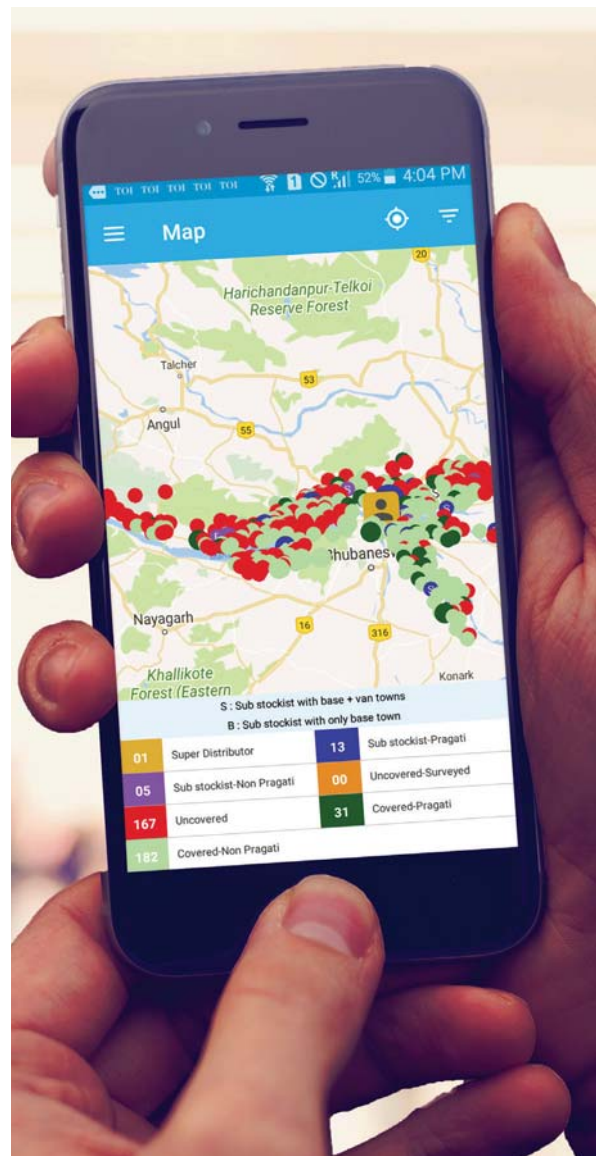 TOI TOI TOI TOI TOI 1 R 52% 4:04 PM
Map
20
Harichandanpur-Telkoi
Reserve Forest
Talcher
53
Angul
55
S
S
Bhubanes
S
Nayagarh
16
316
Khallikote
Forest (Eastern
Konark
S : Sub stockist with base + van towns
B : Sub stockist with only base town
01 Super Distributor
13 Sub stockist-Pragati
05 Sub stockist-Non Pragati
00 Uncovered-Surveyed
167 Uncovered
31 Covered-Pragati
182 Covered-Non Pragati